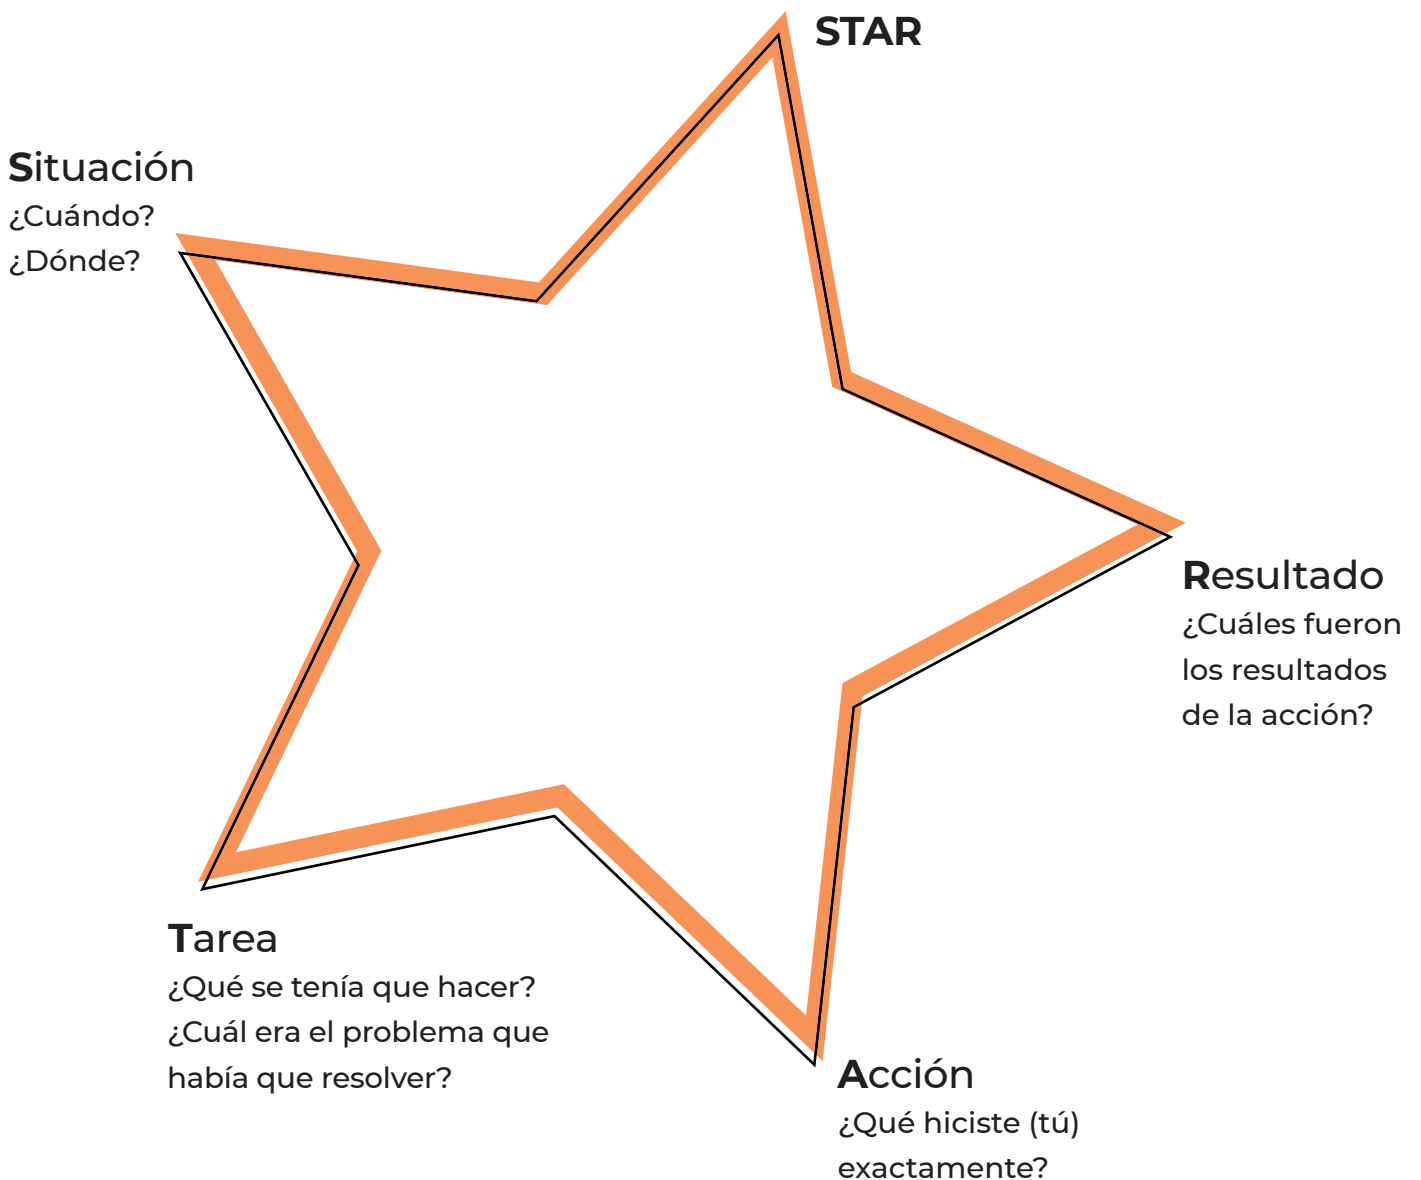 STAR
Situación
¿Cuándo?
¿Dónde?
Tarea
¿Qué se tenía que hacer?
¿Cuál era el problema que
había que resolver?
Acción
¿Qué hiciste (tú)
exactamente?
Resultado
¿Cuáles fueron
los resultados
de la acción?